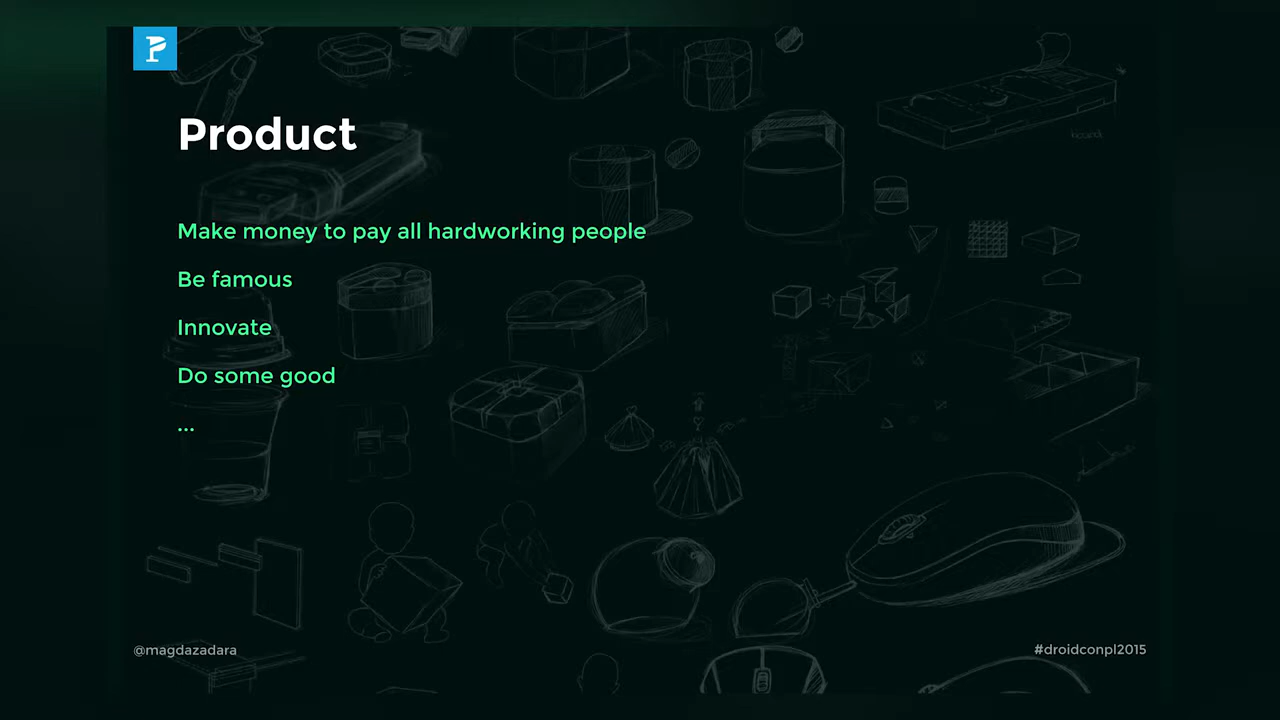 Product
Make money to pay all hardworking people
Be famous
Innovate
Do some good
...
@magdazadara
#droidconpl2015